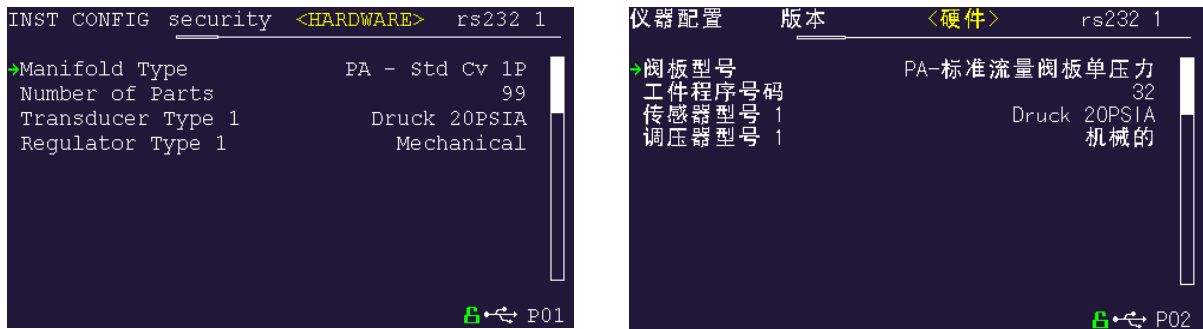 INST CONFIG security <HARDWARE> rs232 1
→Manifold Type PA - Std Cv 1P
Number of Parts 99
Transducer Type 1 Druck 20PSIA
Regulator Type 1 Mechanical
P01
仪器配置 版本 <硬件> rs232 1
→阀板型号 PA-标准流量阀板单压力
工件程序号码 32
传感器型号 1 Druck 20PSIA
调压器型号 1 机械的
P02